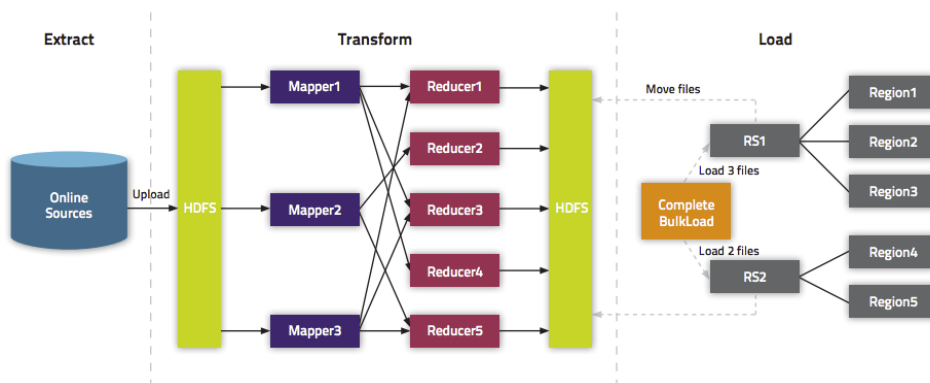 Extract
Transform
Load
Online
Sources
Upload
HDFS
Mapper1
Mapper2
Mapper3
Reducer1
Reducer2
Reducer3
Reducer4
Reducer5
HDFS
Move files
RS1
Load 3 files
Complete
BulkLoad
Load 2 files
RS2
Region1
Region2
Region3
Region4
Region5